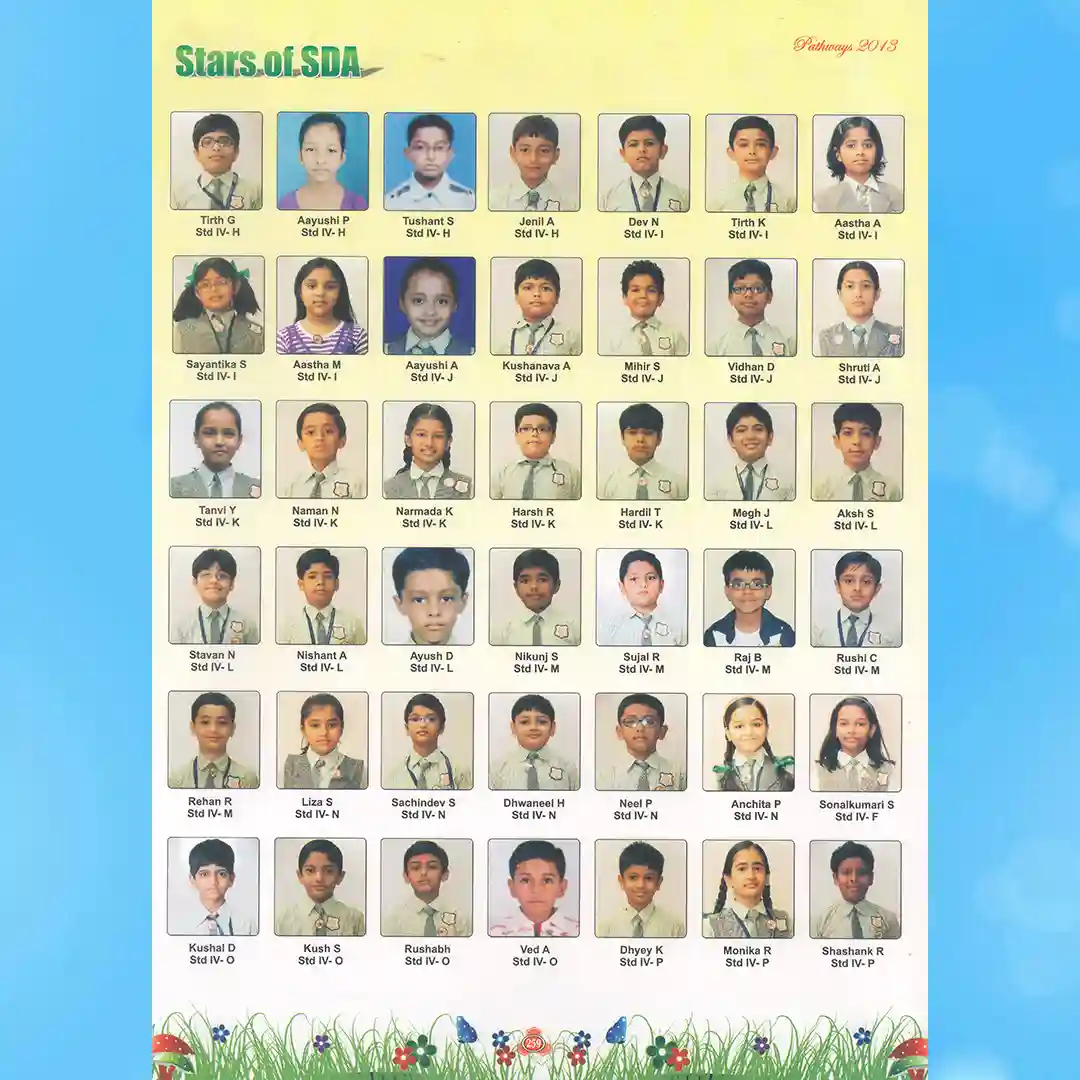 Stars of SDA
Pathways 2013
Tirth G
Std IV- H
Aayushi P
Std IV- H
Tushant S
Std IV- H
Jenil A
Std IV- H
Dev N
Std IV- I
Tirth K
Std IV- I
Aastha A
Std IV- I
Sayantika S
Std IV- I
Aastha M
Std IV- I
Aayushi A
Std IV- J
Kushanava A
Std IV- J
Mihir S
Std IV- J
Vidhan D
Std IV- J
Shruti A
Std IV- J
Tanvi Y
Std IV- K
Naman N
Std IV- K
Narmada K
Std IV- K
Harsh R
Std IV- K
Hardil T
Std IV- K
Megh J
Std IV- L
Aksh S
Std IV- L
Stavan N
Std IV- L
Nishant A
Std IV- L
Ayush D
Std IV- L
Nikunj S
Std IV- M
Sujal R
Std IV- M
Raj B
Std IV- M
Rushi C
Std IV- M
Rehan R
Std IV- M
Liza S
Std IV- N
Sachindev S
Std IV- N
Dhwaneel H
Std IV- N
Neel P
Std IV- N
Anchita P
Std IV- N
Sonalkumari S
Std IV- F
Kushal D
Std IV- O
Kush S
Std IV- O
Rushabh
Std IV- O
Ved A
Std IV- O
Dhyey K
Std IV- P
Monika R
Std IV- P
Shashank R
Std IV- P
259